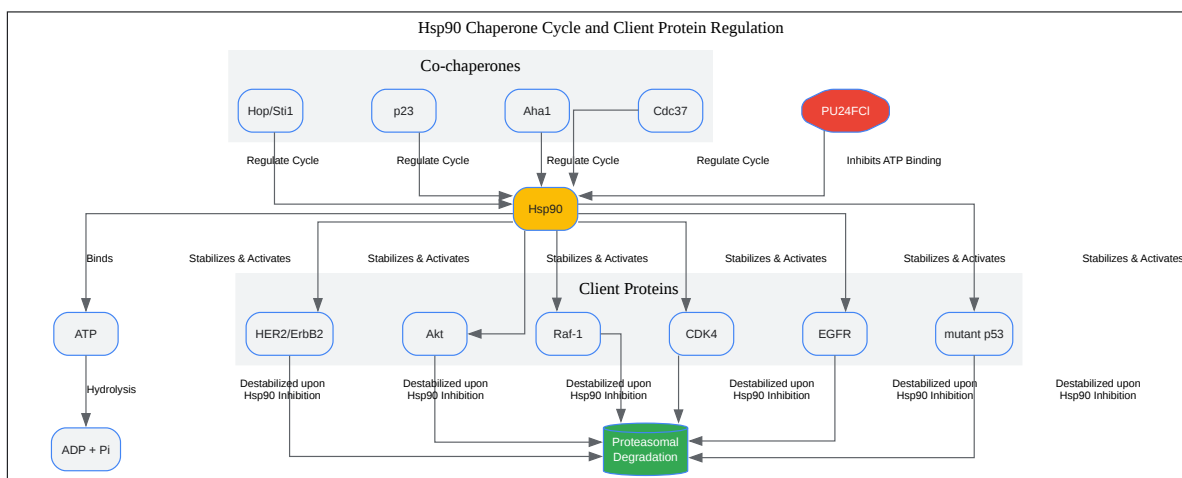 Hsp90 Chaperone Cycle and Client Protein Regulation
Co-chaperones
Hop/Sti1
p23
Aha1
Cdc37
PU24FCl
Regulate Cycle
Regulate Cycle
Regulate Cycle
Regulate Cycle
Inhibits ATP Binding
Hsp90
Binds
Stabilizes & Activates
Stabilizes & Activates
Stabilizes & Activates
Stabilizes & Activates
Stabilizes & Activates
Stabilizes & Activates
Client Proteins
ATP
HER2/ErbB2
Akt
Raf-1
CDK4
EGFR
mutant p53
Hydrolysis
Destabilized upon
Hsp90 Inhibition
Destabilized upon
Hsp90 Inhibition
Destabilized upon
Hsp90 Inhibition
Destabilized upon
Hsp90 Inhibition
Destabilized upon
Hsp90 Inhibition
Destabilized upon
Hsp90 Inhibition
ADP + Pi
Proteasomal
Degradation